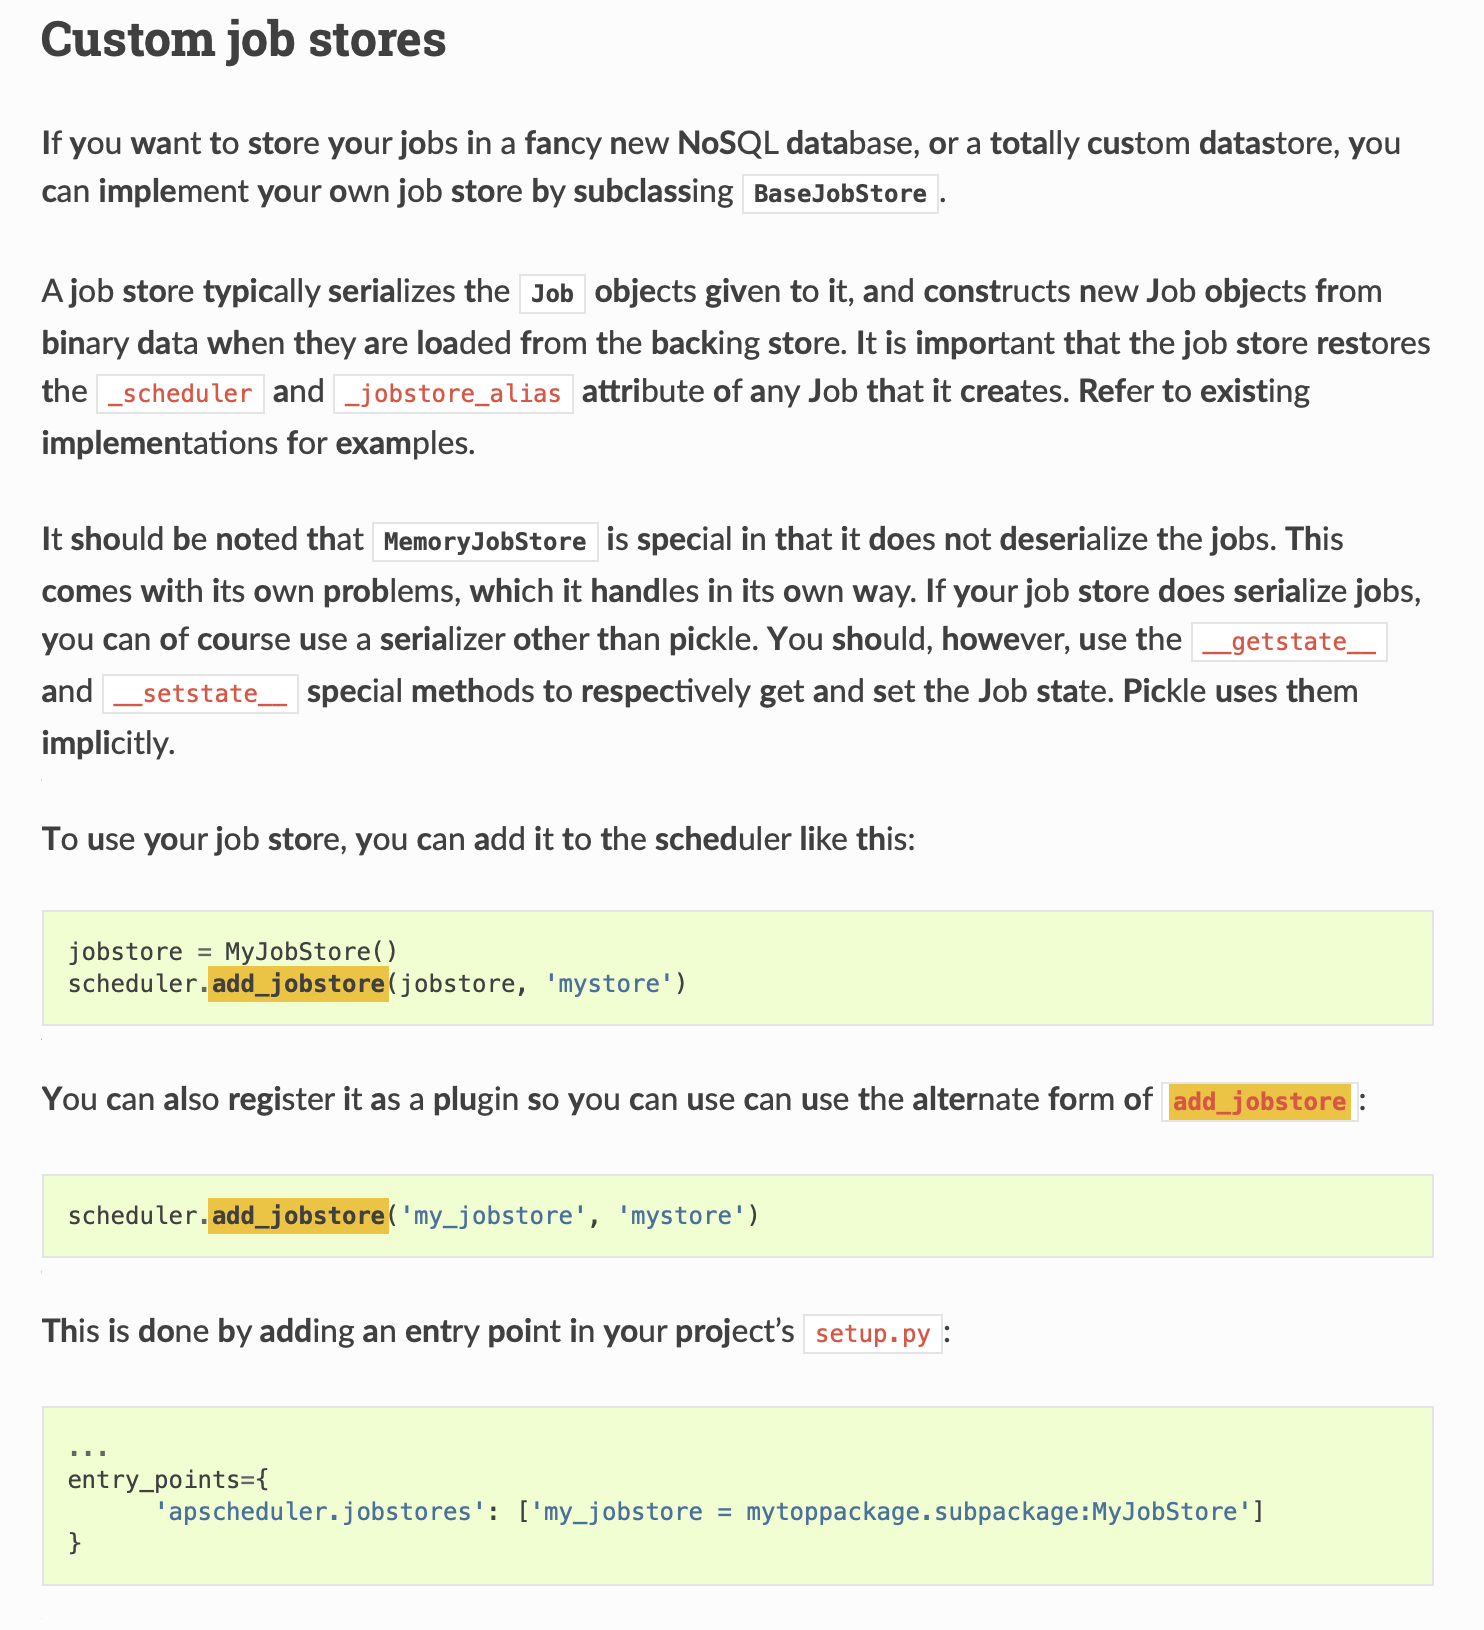 Custom job stores
If you want to store your jobs in a fancy new NoSQL database, or a totally custom datastore, you
can implement your own job store by subclassing BaseJobStore.
A job store typically serializes the Job objects given to it, and constructs new Job objects from
binary data when they are loaded from the backing store. It is important that the job store restores
the _scheduler and _jobstore_alias attribute of any Job that it creates. Refer to existing
implementations for examples.
It should be noted that MemoryJobStore is special in that it does not deserialize the jobs. This
comes with its own problems, which it handles in its own way. If your job store does serialize jobs,
you can of course use a serializer other than pickle. You should, however, use the __getstate__
and __setstate__ special methods to respectively get and set the Job state. Pickle uses them
implicitly.
To use your job store, you can add it to the scheduler like this:
jobstore = MyJobStore()
scheduler.add_jobstore(jobstore, 'mystore')
You can also register it as a plugin so you can use can use the alternate form of add_jobstore:
scheduler.add_jobstore('my_jobstore', 'mystore')
This is done by adding an entry point in your project’s setup.py:
...
entry_points={
      'apscheduler.jobstores': ['my_jobstore = mytoppackage.subpackage:MyJobStore']
}